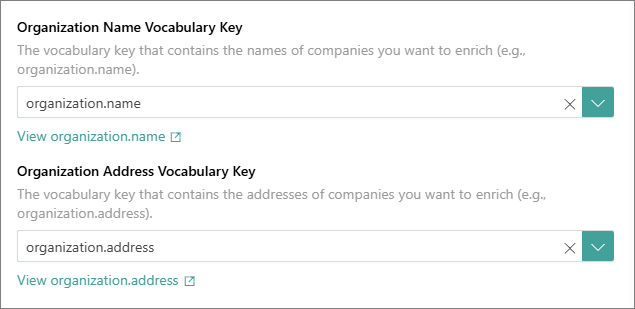 Organization Name Vocabulary Key
The vocabulary key that contains the names of companies you want to enrich (e.g.,
organization.name).
organization.name
View organization.name
Organization Address Vocabulary Key
The vocabulary key that contains the addresses of companies you want to enrich (e.g.,
organization.address).
organization.address
View organization.address